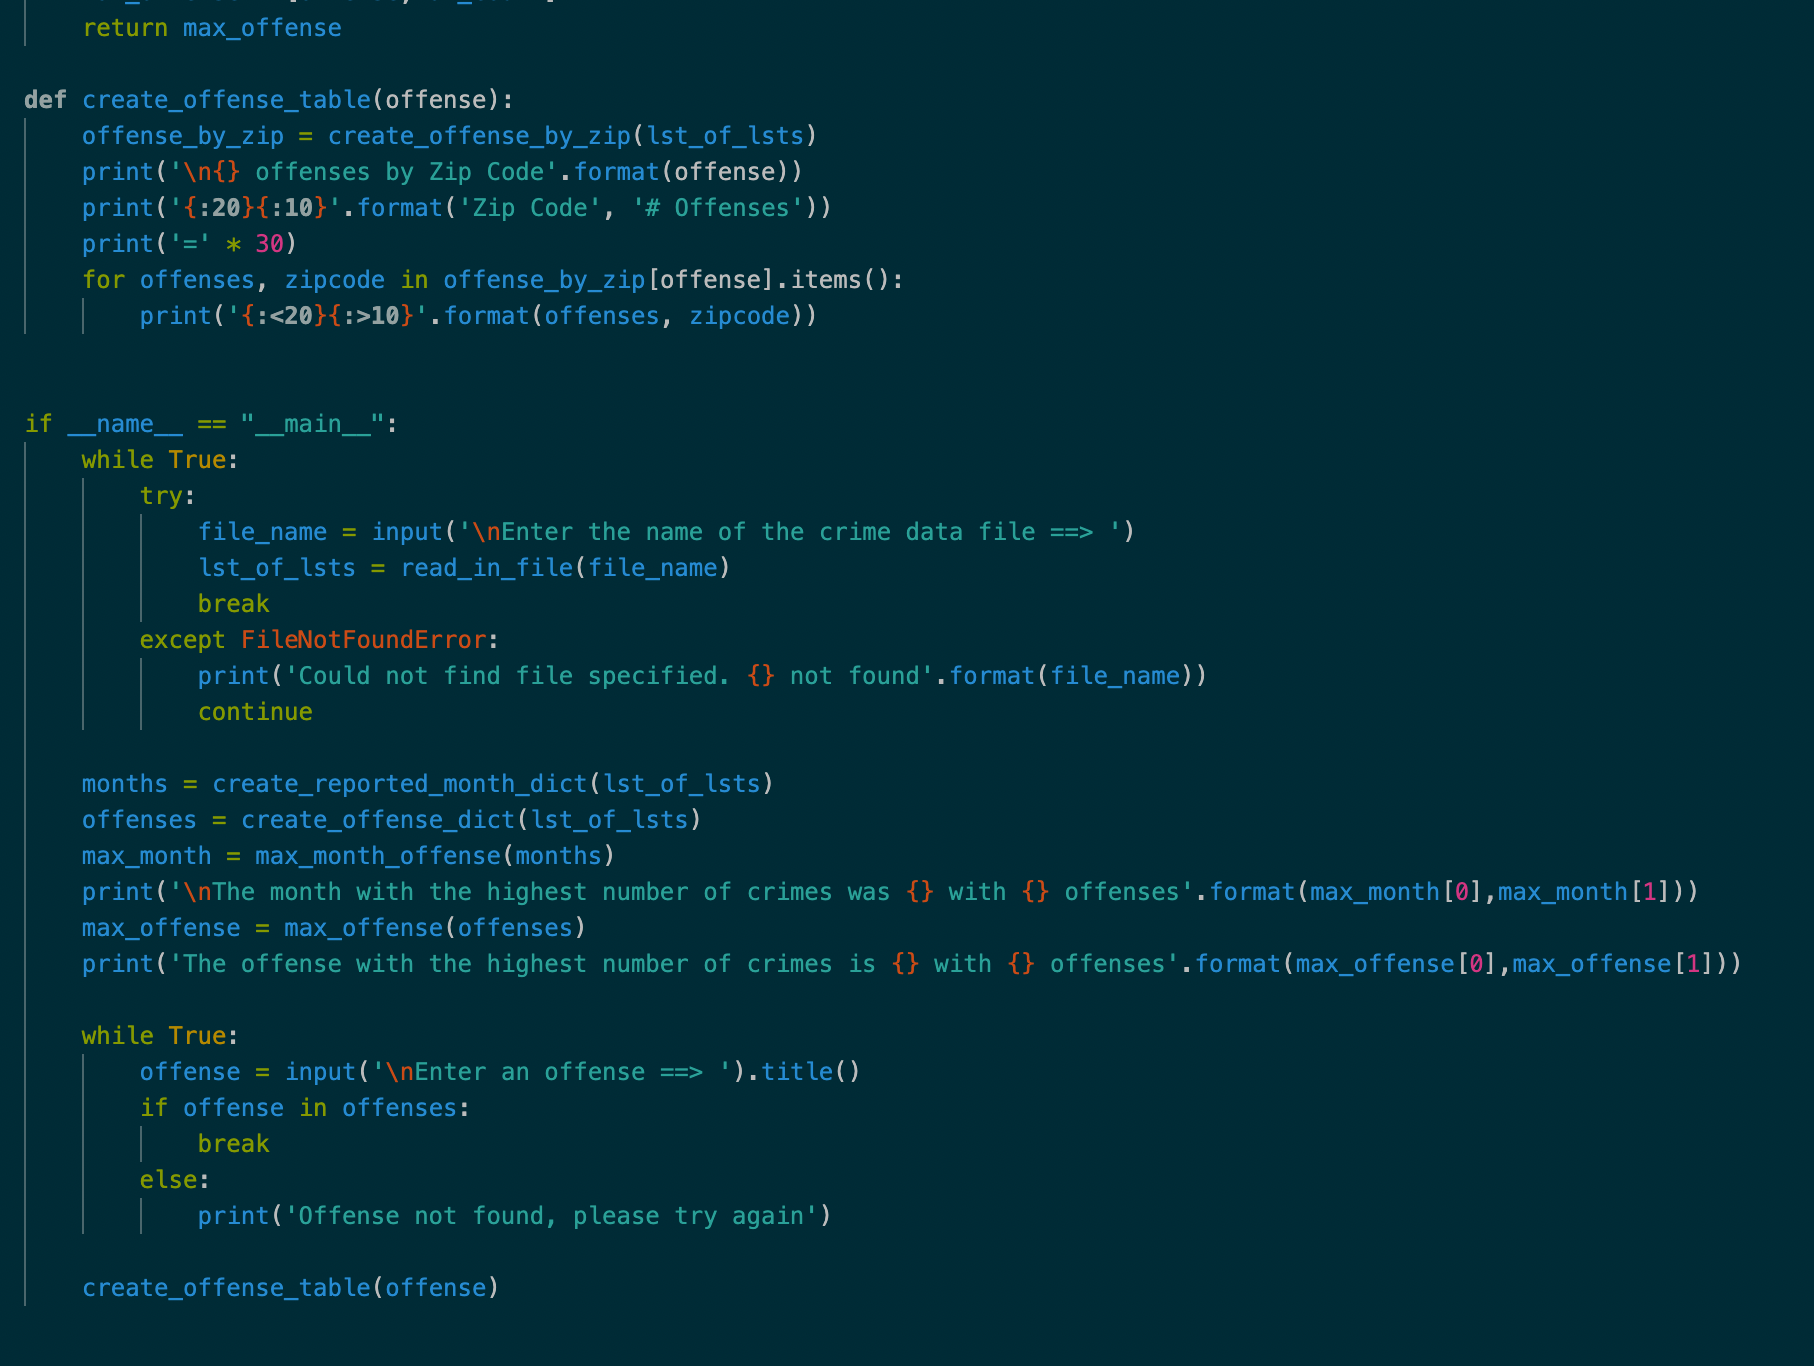 return max_offense

def create_offense_table(offense):
    offense_by_zip = create_offense_by_zip(lst_of_lsts)
    print('\n{} offenses by Zip Code'.format(offense))
    print('{:20}{:10}'.format('Zip Code', '# Offenses'))
    print('=' * 30)
    for offenses, zipcode in offense_by_zip[offense].items():
        print('{:<20}{:>10}'.format(offenses, zipcode))


if __name__ == "__main__":
    while True:
        try:
            file_name = input('\nEnter the name of the crime data file ==> ')
            lst_of_lsts = read_in_file(file_name)
            break
        except FileNotFoundError:
            print('Could not find file specified. {} not found'.format(file_name))
            continue

    months = create_reported_month_dict(lst_of_lsts)
    offenses = create_offense_dict(lst_of_lsts)
    max_month = max_month_offense(months)
    print('\nThe month with the highest number of crimes was {} with {} offenses'.format(max_month[0],max_month[1]))
    max_offense = max_offense(offenses)
    print('The offense with the highest number of crimes is {} with {} offenses'.format(max_offense[0],max_offense[1]))

    while True:
        offense = input('\nEnter an offense ==> ').title()
        if offense in offenses:
            break
        else:
            print('Offense not found, please try again')

    create_offense_table(offense)